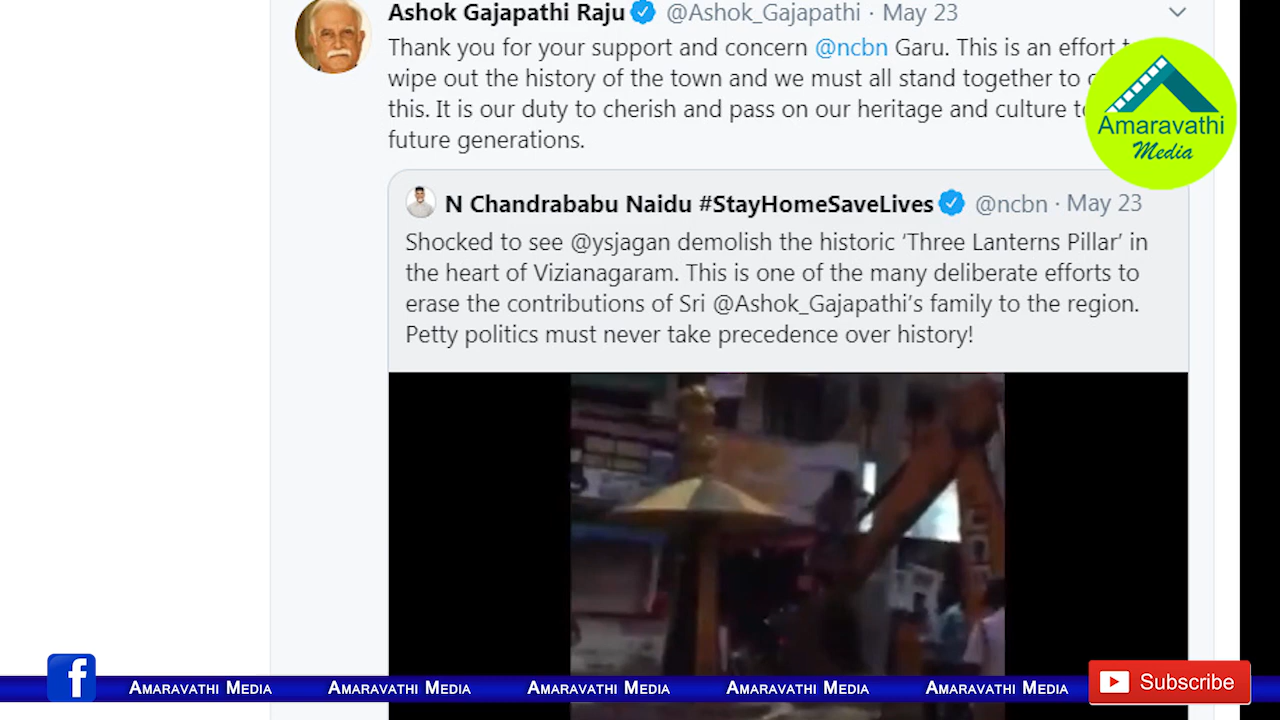 Ashok Gajapathi Raju @Ashok_Gajapathi · May 23
Thank you for your support and concern @ncbn Garu. This is an effort
wipe out the history of the town and we must all stand together to
this. It is our duty to cherish and pass on our heritage and culture
future generations.
Amaravathi
Media
N Chandrababu Naidu #StayHomeSaveLives @ncbn · May 23
Shocked to see @ysjagan demolish the historic ‘Three Lanterns Pillar’ in
the heart of Vizianagaram. This is one of the many deliberate efforts to
erase the contributions of Sri @Ashok_Gajapathi’s family to the region.
Petty politics must never take precedence over history!
f Amaravathi Media Amaravathi Media Amaravathi Media Amaravathi Media Amaravathi Media Subscribe